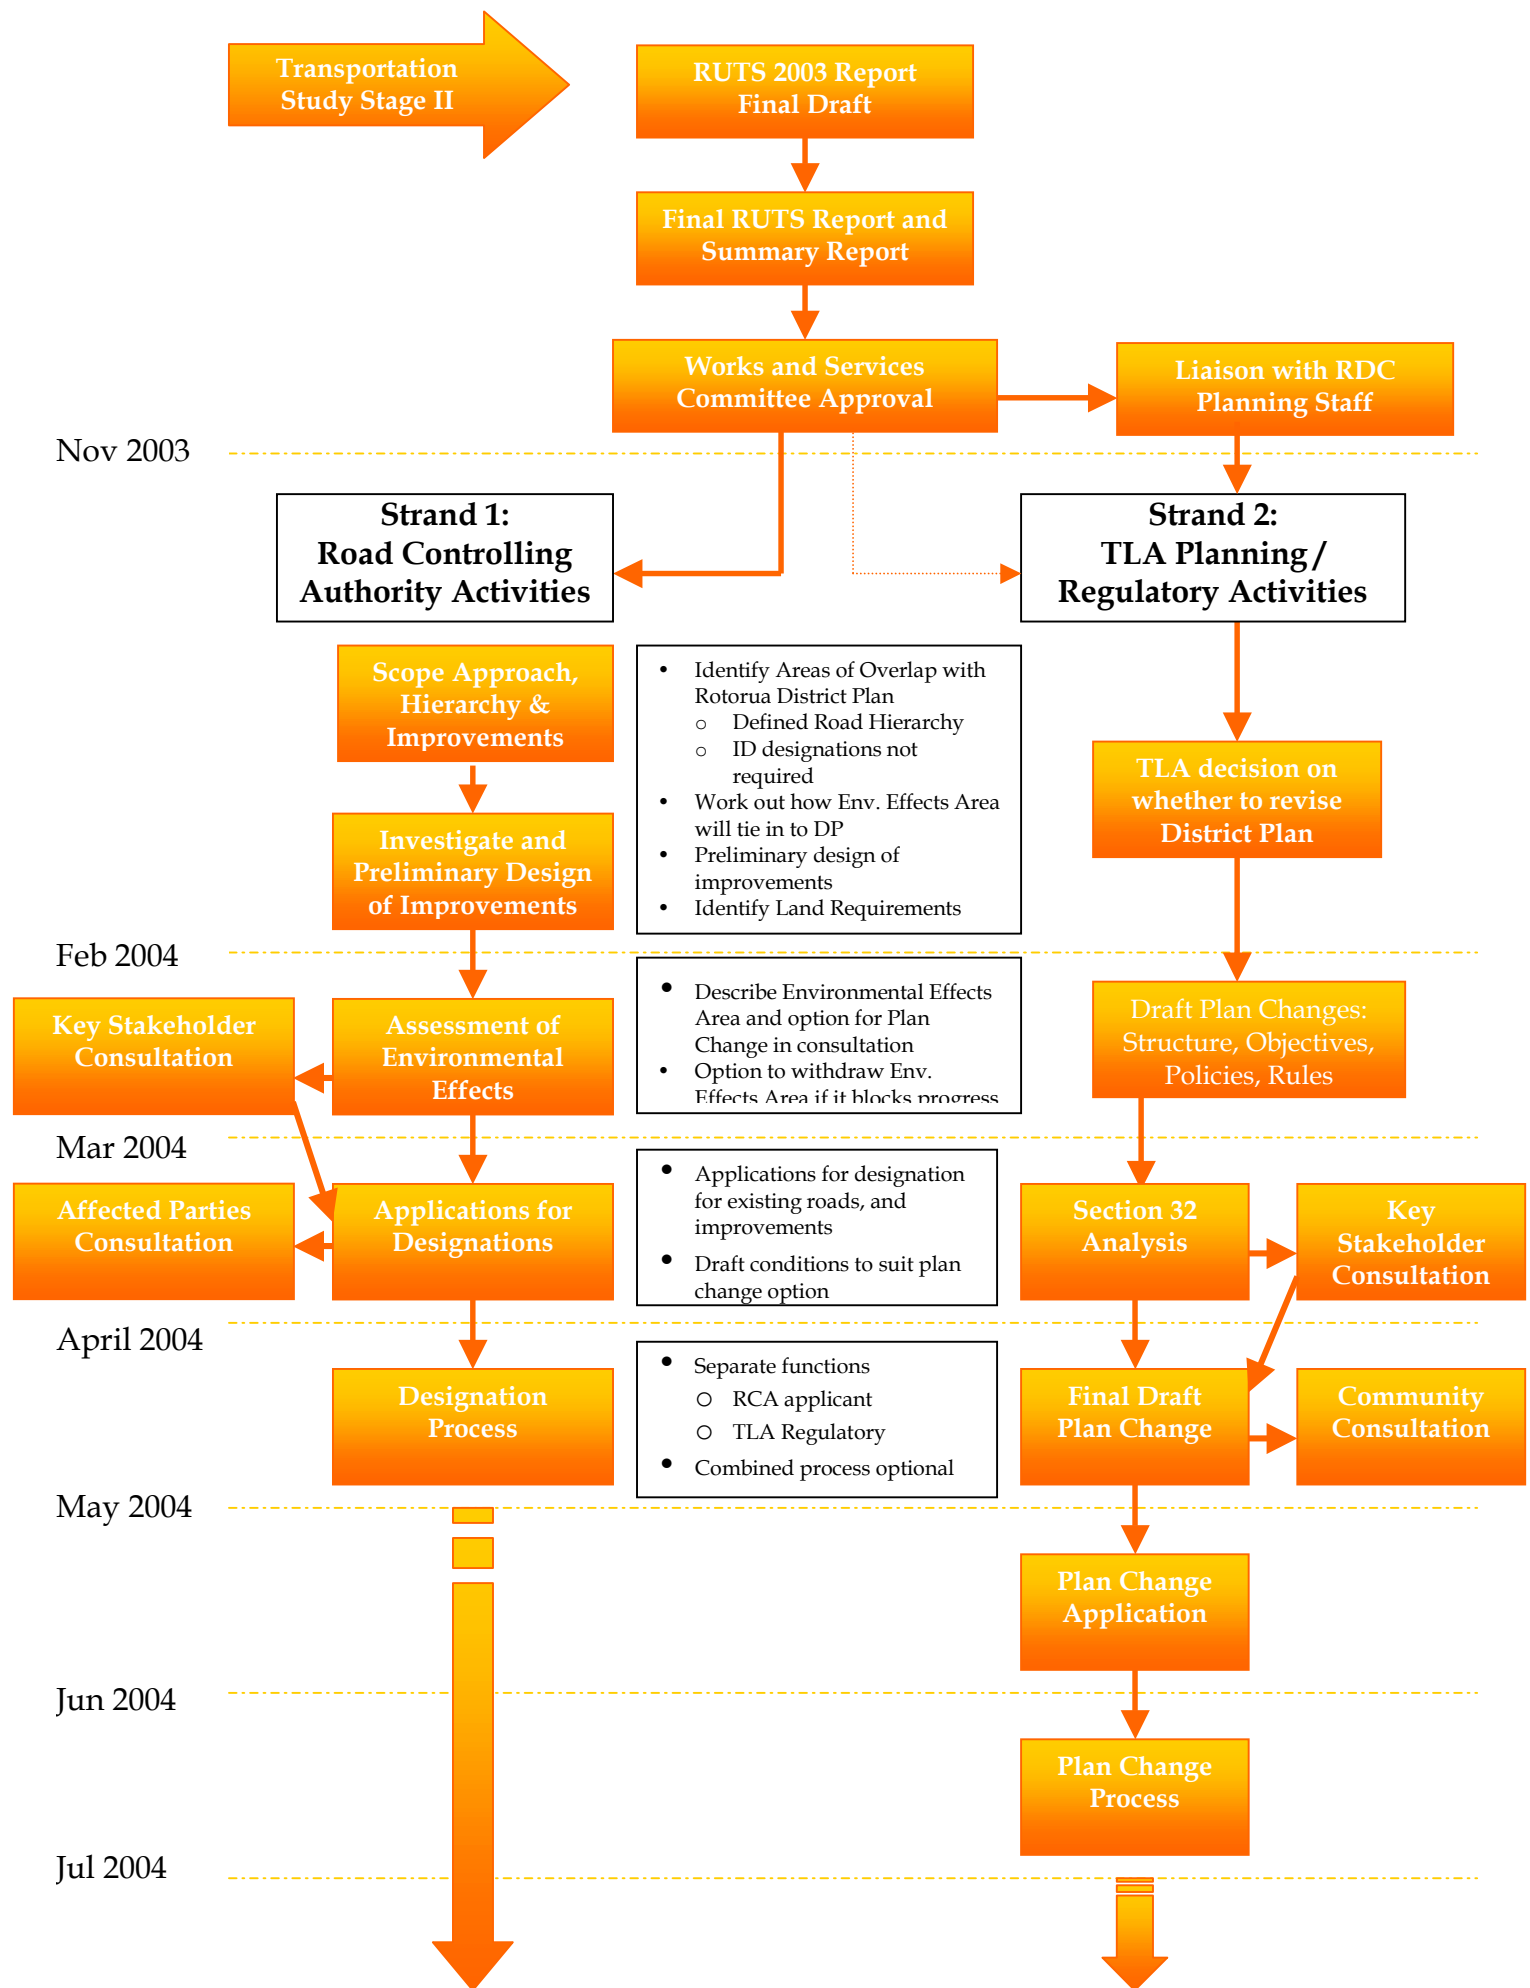 Transportation
Study Stage II
RUTS 2003 Report
Final Draft
Final RUTS Report and
Summary Report
Works and Services
Committee Approval
Liaison with RDC
Planning Staff
Nov 2003
Strand 1:
Road Controlling
Authority Activities
Strand 2:
TLA Planning/
Regulatory Activities
Scope Approach,
Hierarchy &
Improvements
• Identify Areas of Overlap with
Rotorua District Plan
o Defined Road Hierarchy
o ID designations not
required
• Work out how Env. Effects Area
will tie in to DP
• Preliminary design of
improvements
• Identify Land Requirements
TLA decision on
whether to revise
District Plan
Investigate and
Preliminary Design
of Improvements
Feb 2004
Key Stakeholder
Consultation
Assessment of
Environmental
Effects
• Describe Environmental Effects
Area and option for Plan
Change in consultation
• Option to withdraw Env.
Effects Area if it blocks progress
Draft Plan Changes:
Structure, Objectives,
Policies, Rules
Mar 2004
Affected Parties
Consultation
Applications for
Designations
• Applications for designation
for existing roads, and
improvements
• Draft conditions to suit plan
change option
Section 32
Analysis
Key
Stakeholder
Consultation
April 2004
Designation
Process
• Separate functions
o RCA applicant
o TLA Regulatory
• Combined process optional
Final Draft
Plan Change
Community
Consultation
May 2004
Plan Change
Application
Jun 2004
Plan Change
Process
Jul 2004